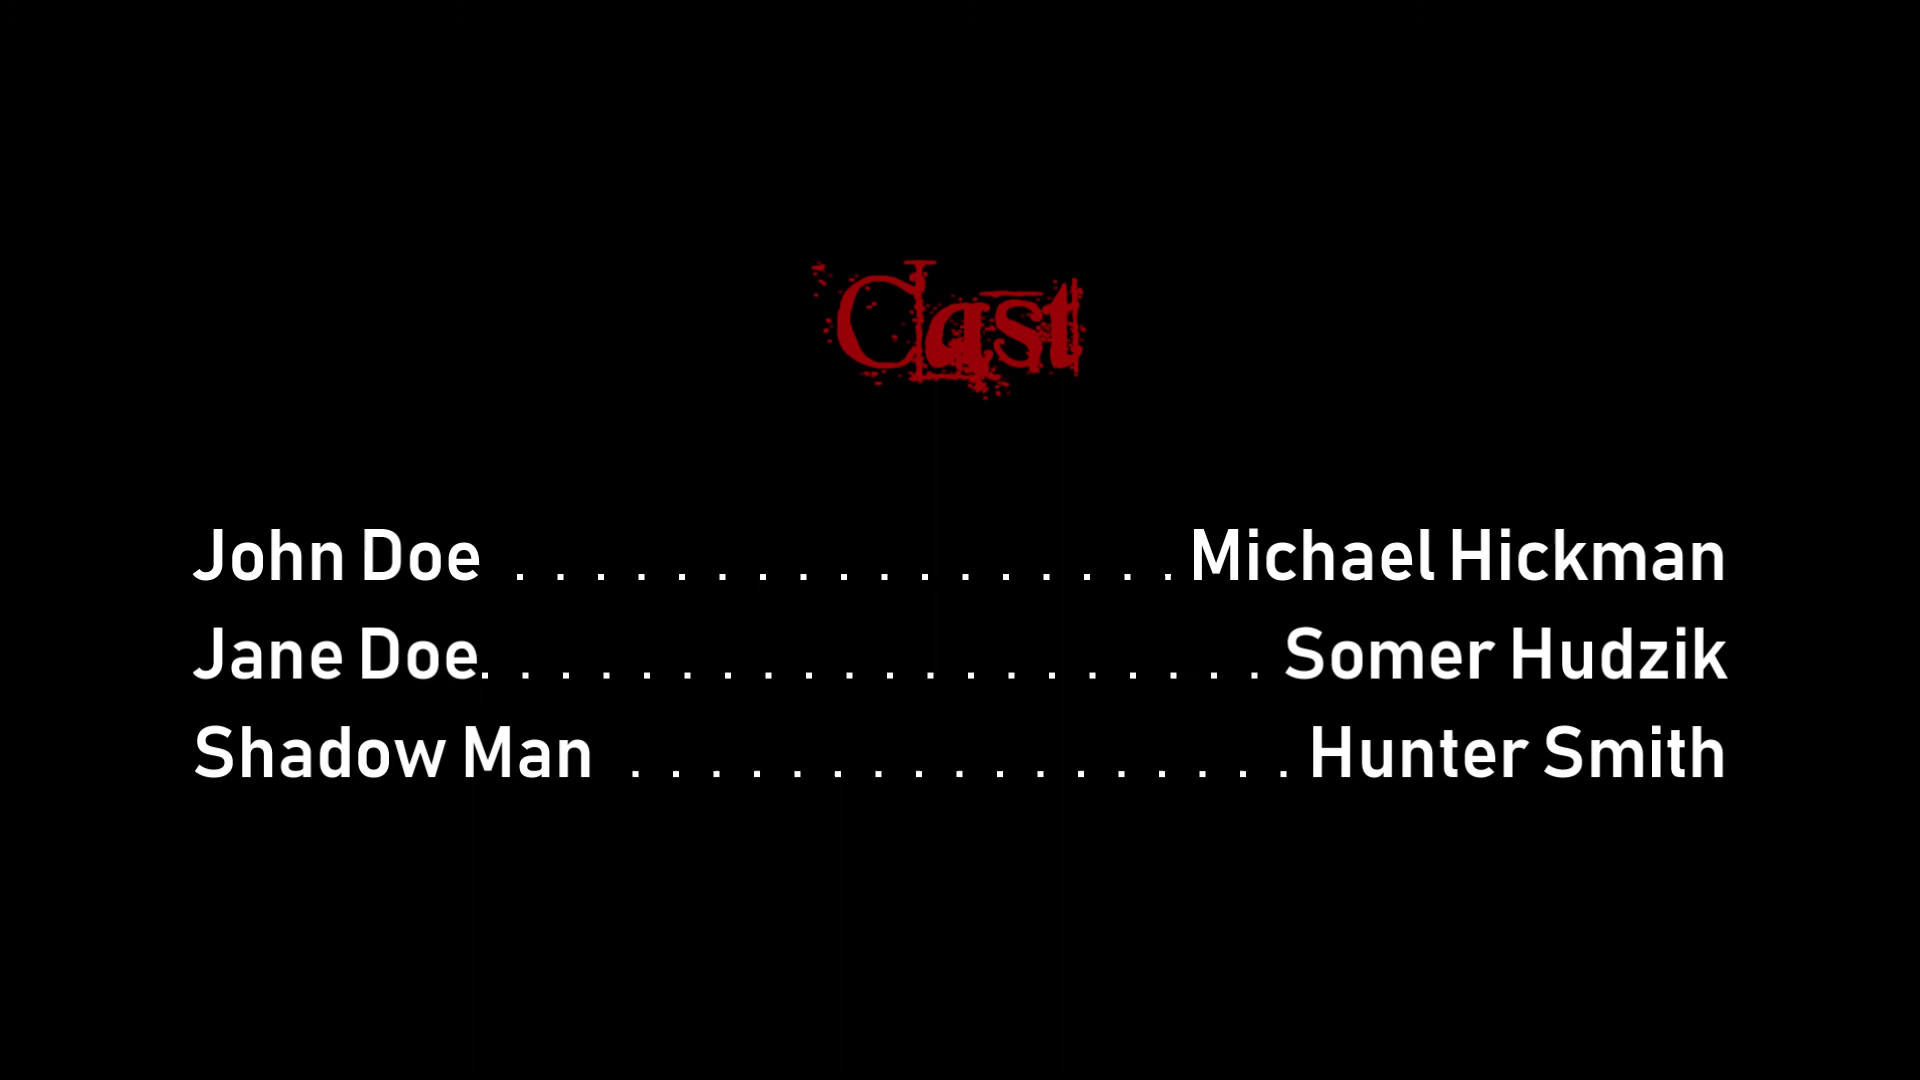 Cast
John Doe . . . . . . . . . . . . . . . . . Michael Hickman
Jane Doe. . . . . . . . . . . . . . . . . . . . Somer Hudzik
Shadow Man . . . . . . . . . . . . . . . . . Hunter Smith